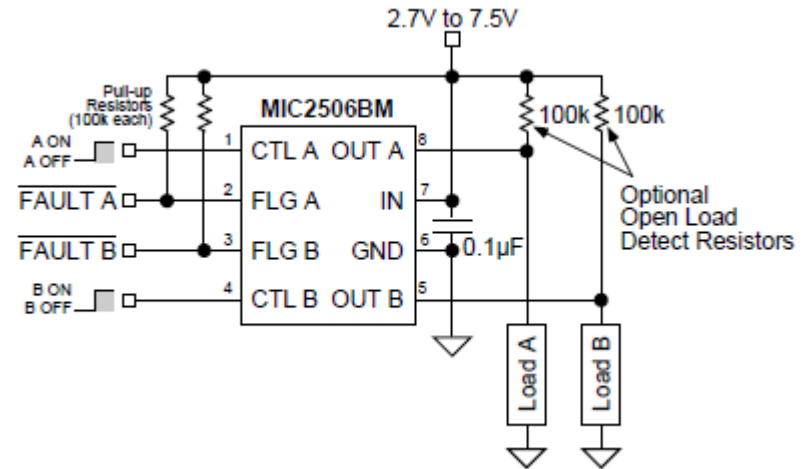 2.7V to 7.5V
Pull-up
Resistors
(100k each)
MIC2506BM
100k 100k
A ON
A OFF
1 CTL A OUT A 8
FAULT A 2 FLG A IN 7
Optional
Open Load
Detect Resistors
FAULT B 3 FLG B GND 6 0.1µF
B ON
B OFF
4 CTL B OUT B 5
Load A
Load B